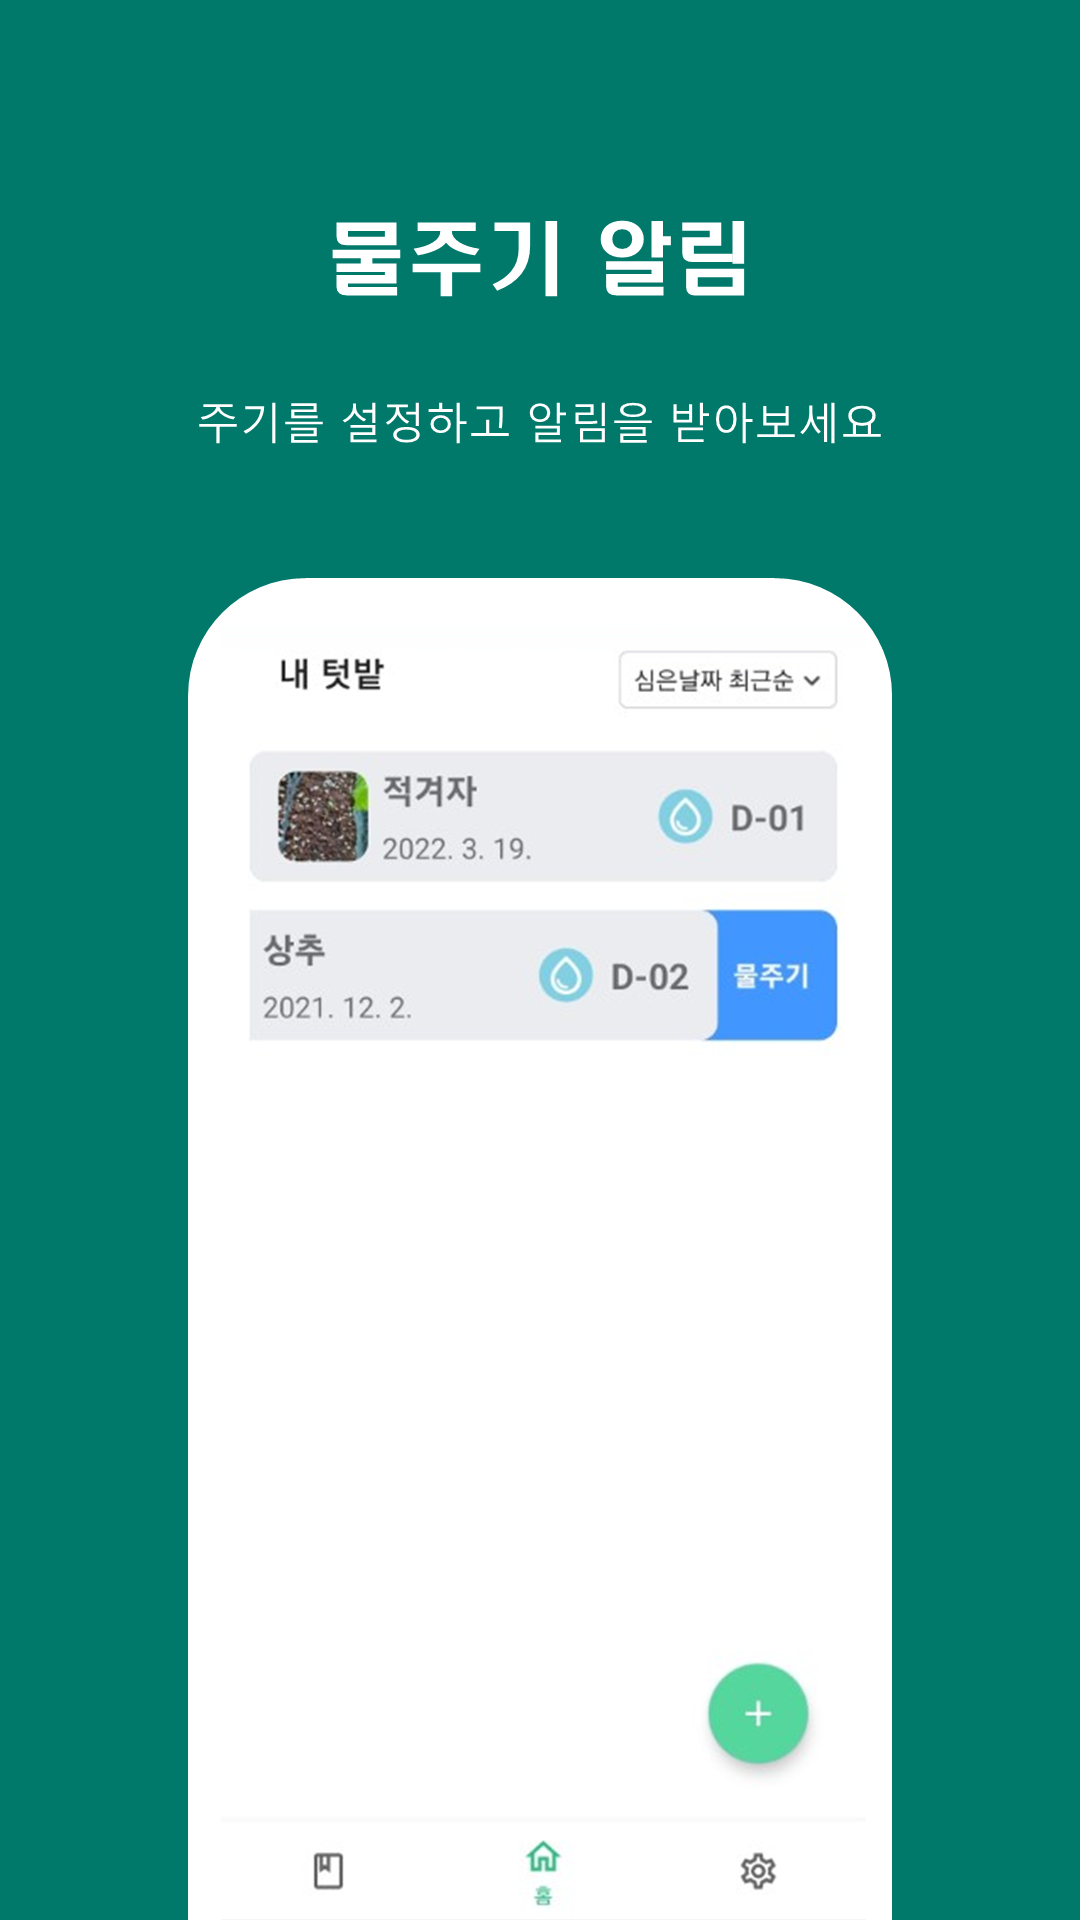 물주기 알림
주기를 설정하고 알림을 받아보세요
내 텃밭
심은날짜 최근순
적겨자
2022. 3. 19.
D-01
상추
2021. 12. 2.
D-02
물주기
홈